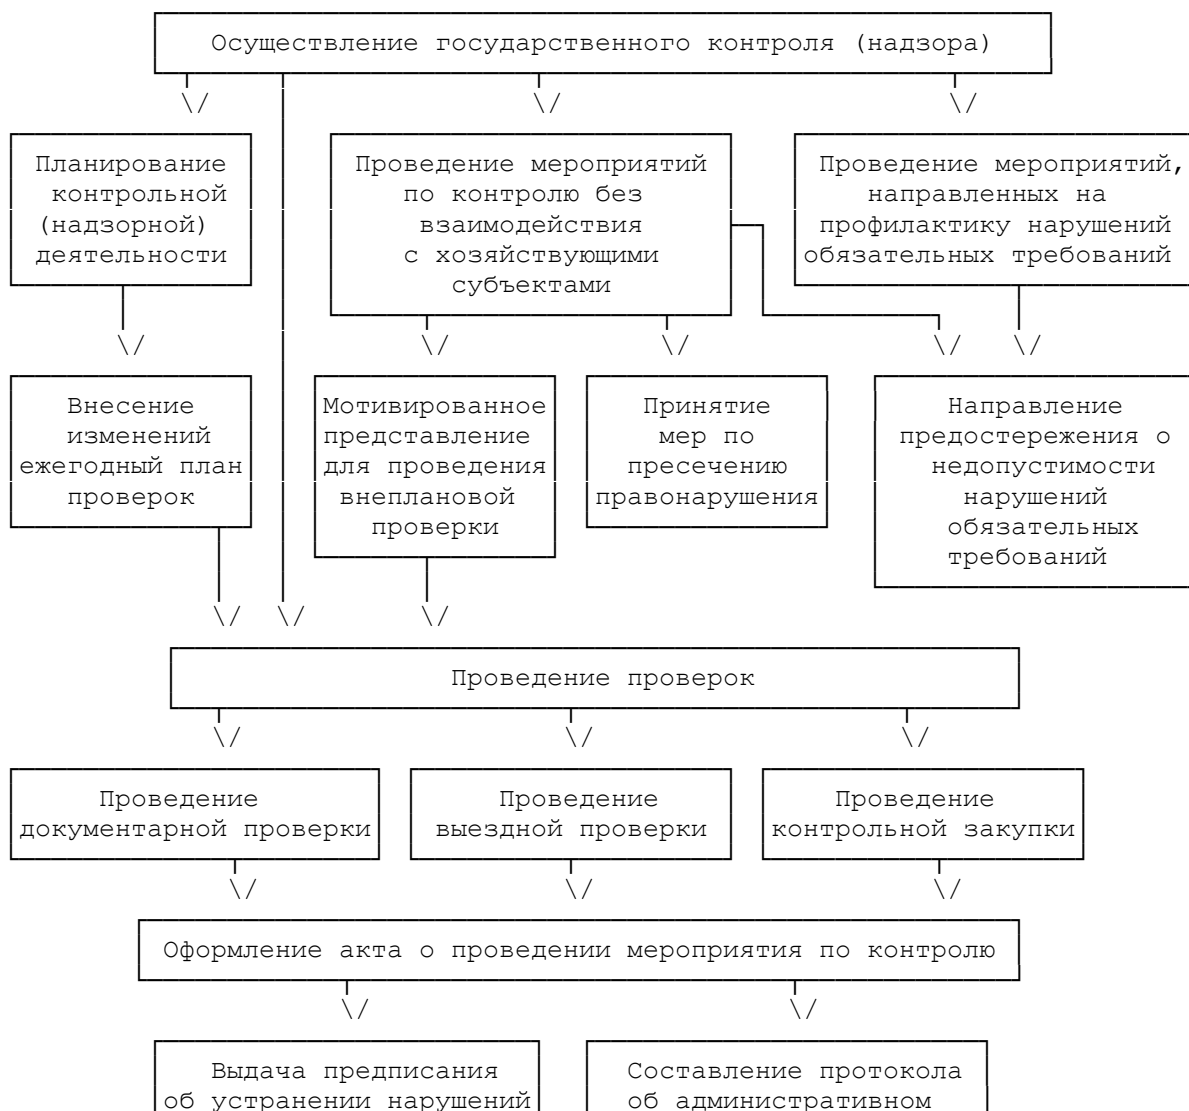 Осуществление государственного контроля (надзора)
Планирование
контрольной
(надзорной)
деятельности
Проведение мероприятий
по контролю без
взаимодействия
с хозяйствующими
субъектами
Проведение мероприятий,
направленных на
профилактику нарушений
обязательных требований
Внесение
изменений
ежегодный план
проверок
Мотивированное
представление
для проведения
внеплановой
проверки
Принятие
мер по
пресечению
правонарушения
Направление
предостережения о
недопустимости
нарушений
обязательных
требований
Проведение проверок
Проведение
документарной проверки
Проведение
выездной проверки
Проведение
контрольной закупки
Оформление акта о проведении мероприятия по контролю
Выдача предписания
об устранении нарушений
Составление протокола
об административном